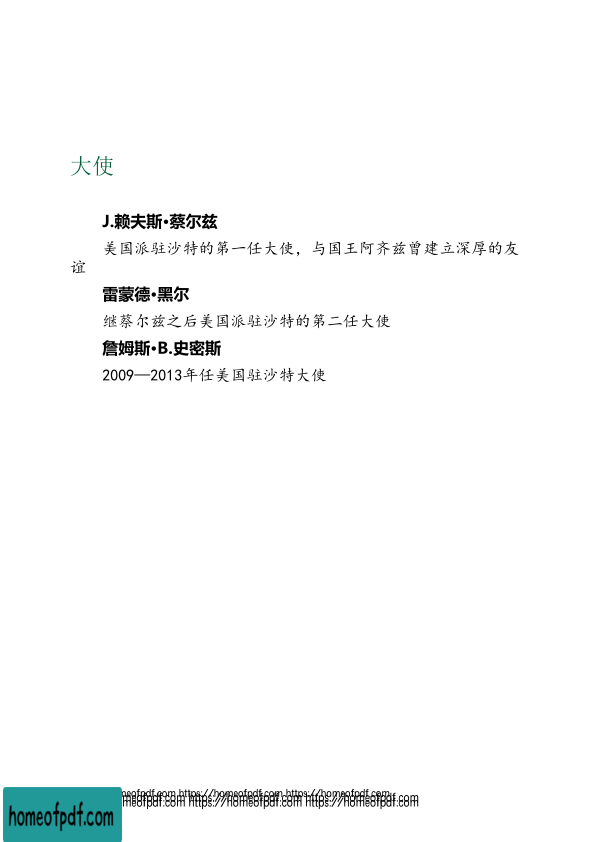 大使
J.赖夫斯·蔡尔兹
美国派驻沙特的第一任大使，与国王阿齐兹曾建立深厚的友
谊
雷蒙德·黑尔
继蔡尔兹之后美国派驻沙特的第二任大使
詹姆斯·B.史密斯
2009—2013年任美国驻沙特大使
homeofpdf.com https://homeofpdf.com https://homeofpdf.com
homeofpdf.com https://homeofpdf.com https://homeofpdf.com
homeofpdf.com